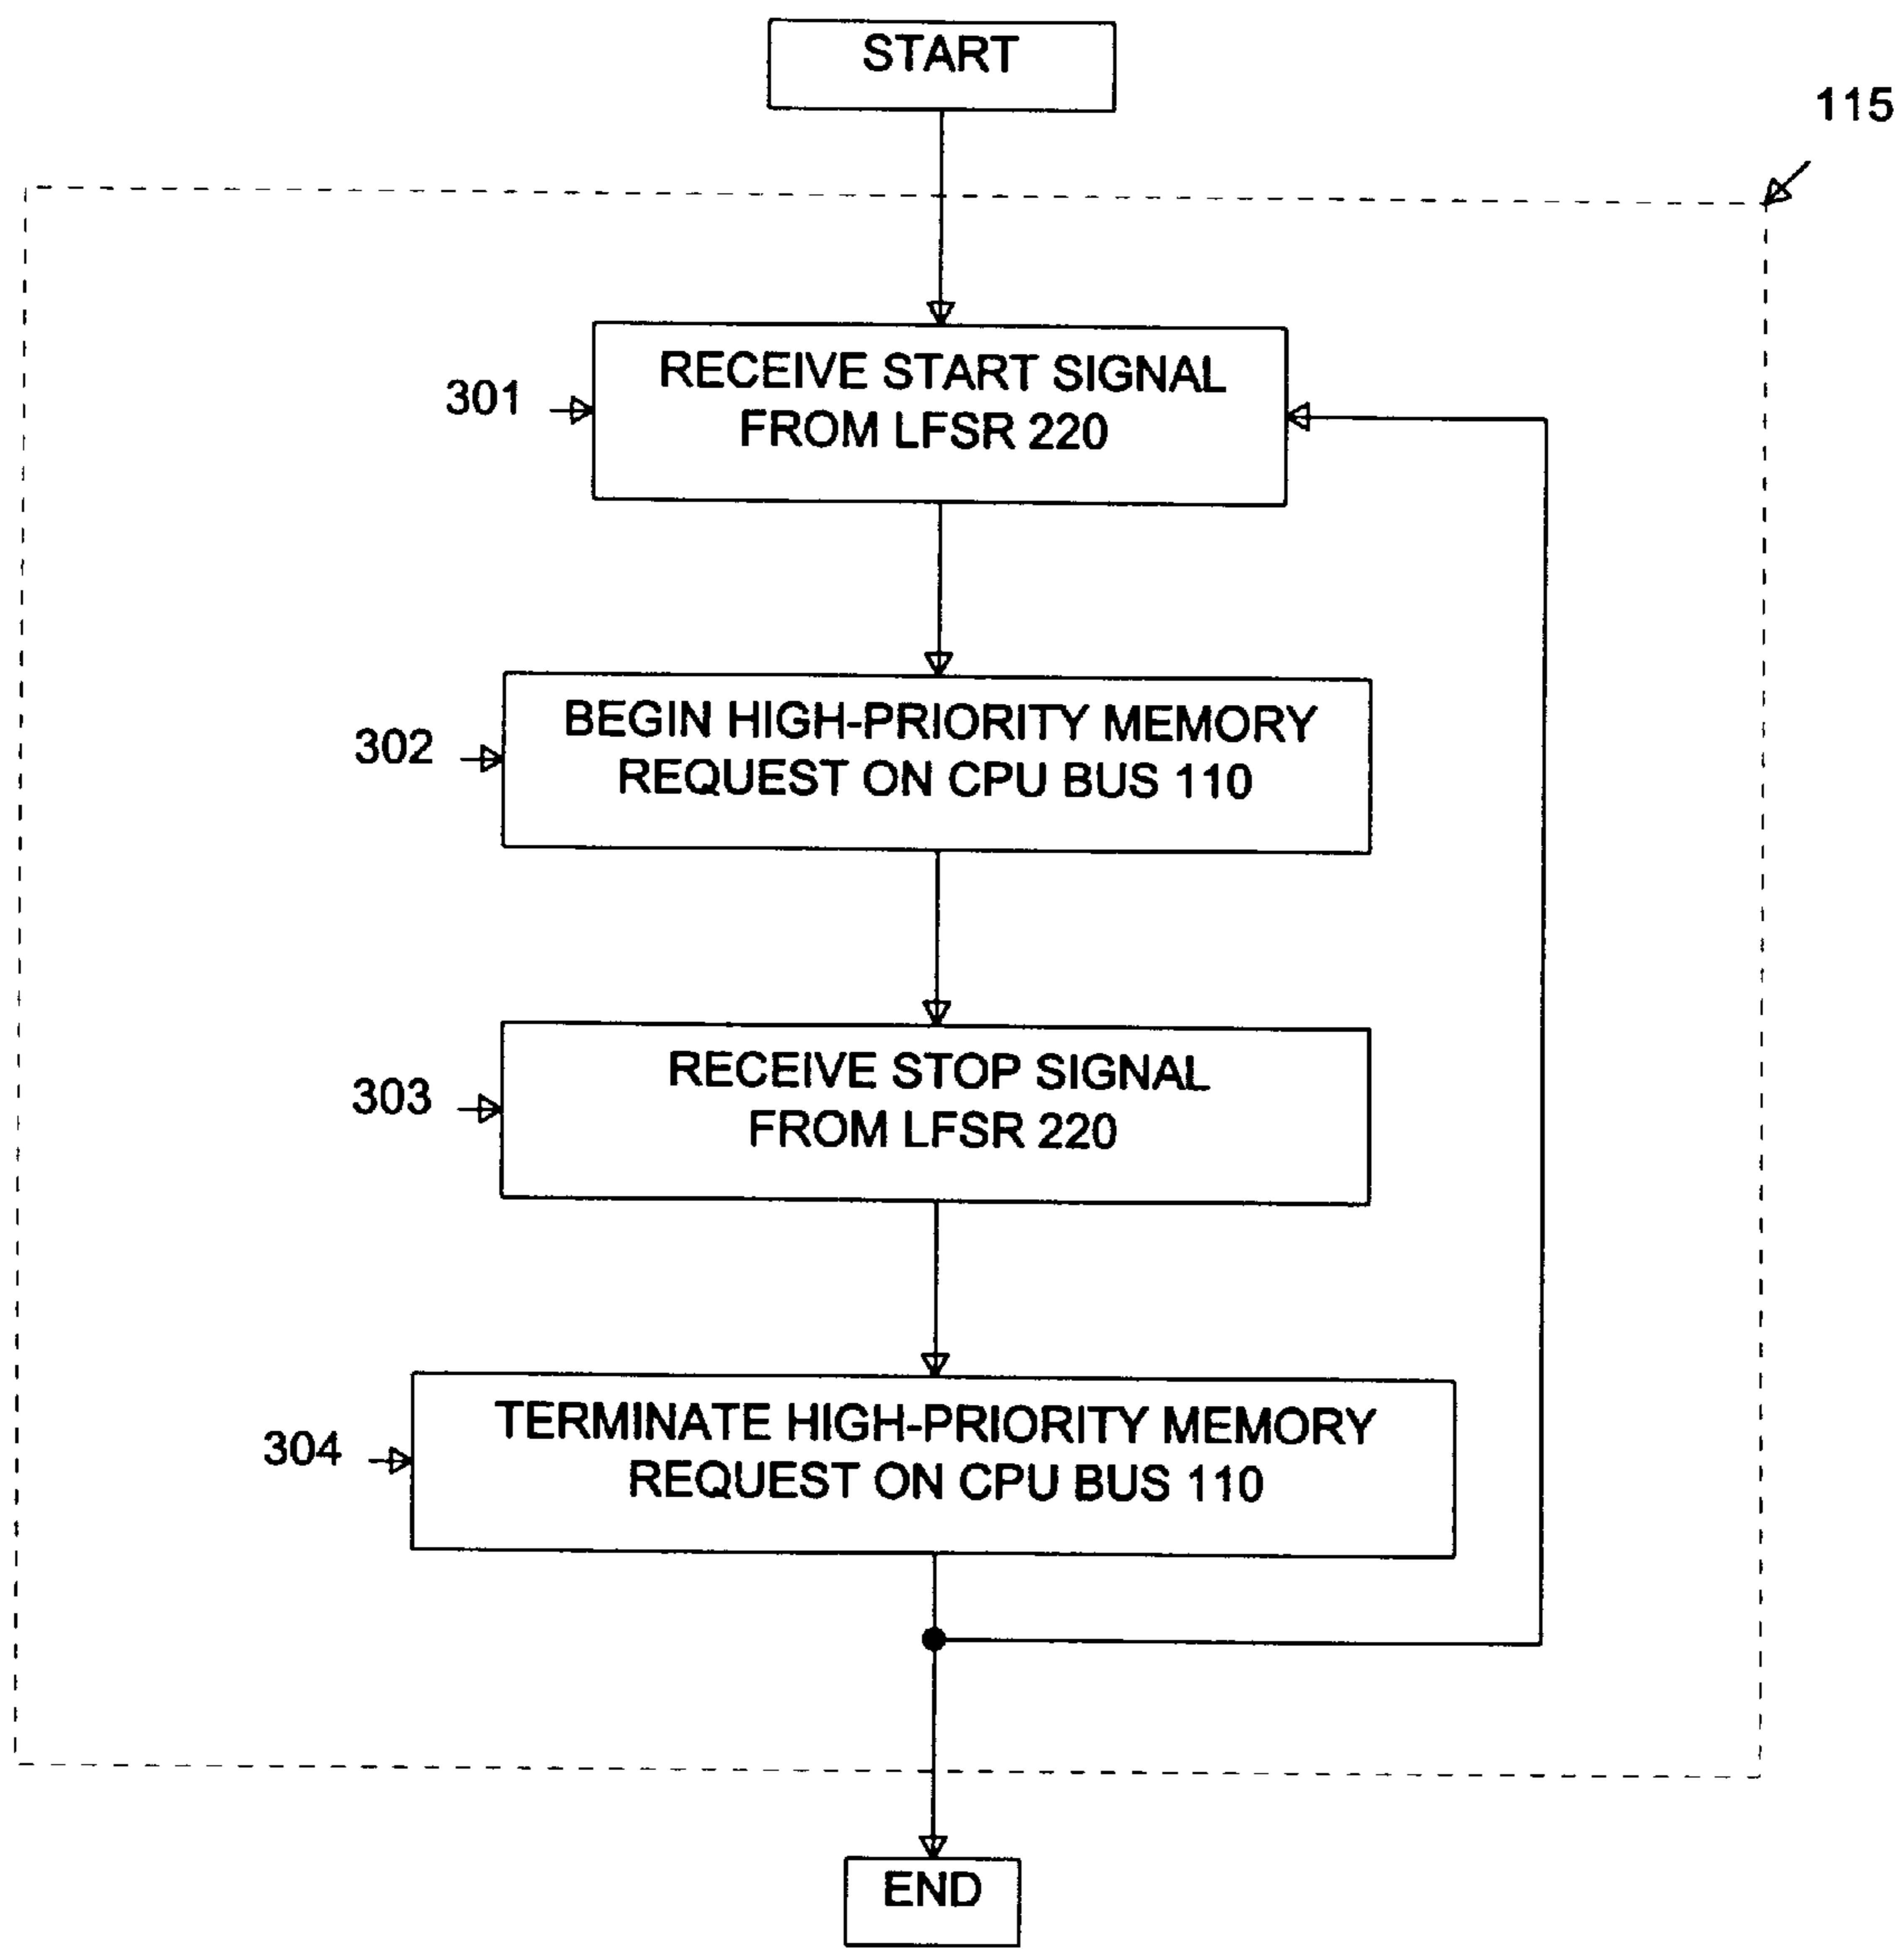 START
115
301
RECEIVE START SIGNAL
FROM LFSR 220
302
BEGIN HIGH-PRIORITY MEMORY
REQUEST ON CPU BUS 110
303
RECEIVE STOP SIGNAL
FROM LFSR 220
304
TERMINATE HIGH-PRIORITY MEMORY
REQUEST ON CPU BUS 110
END